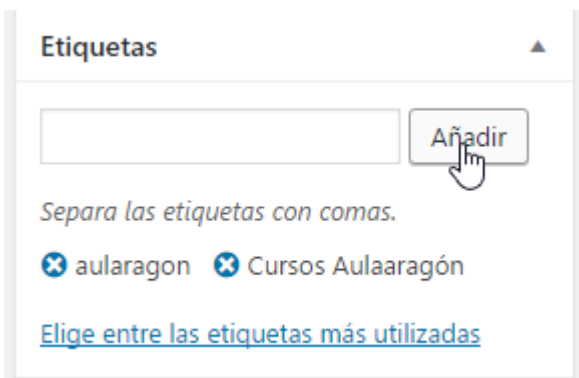 Etiquetas
Añadir
Separa las etiquetas con comas.
aularagon Cursos Aulaaragón
Elige entre las etiquetas más utilizadas